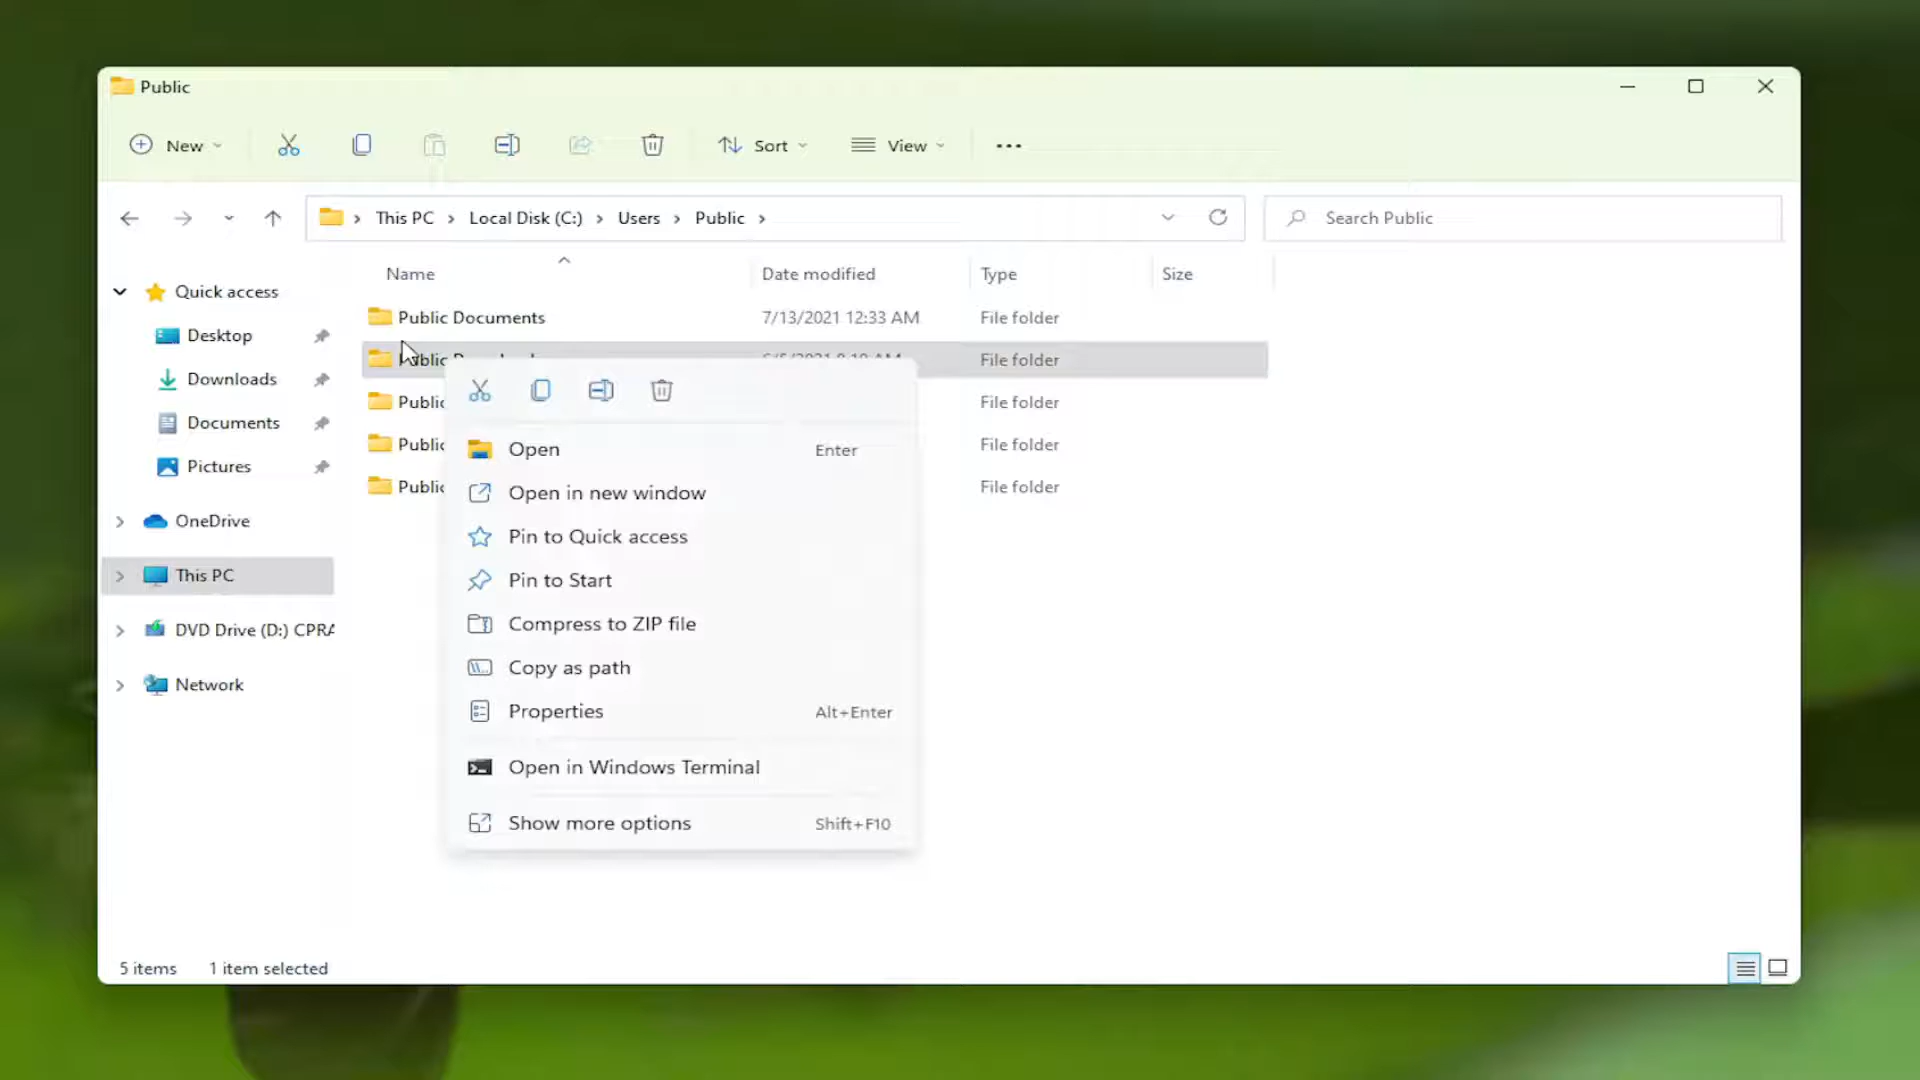 Public
New
Sort
View
This PC > Local Disk (C:) > Users > Public >
Search Public
Name Date modified Type Size
Quick access
Desktop
Downloads
Documents
Pictures
OneDrive
This PC
DVD Drive (D:) CPRA
Network
Public Documents 7/13/2021 12:33 AM File folder
File folder
Public File folder
Public File folder
Public File folder
Open Enter
Open in new window
Pin to Quick access
Pin to Start
Compress to ZIP file
Copy as path
Properties Alt+Enter
Open in Windows Terminal
Show more options Shift+F10
5 items 1 item selected